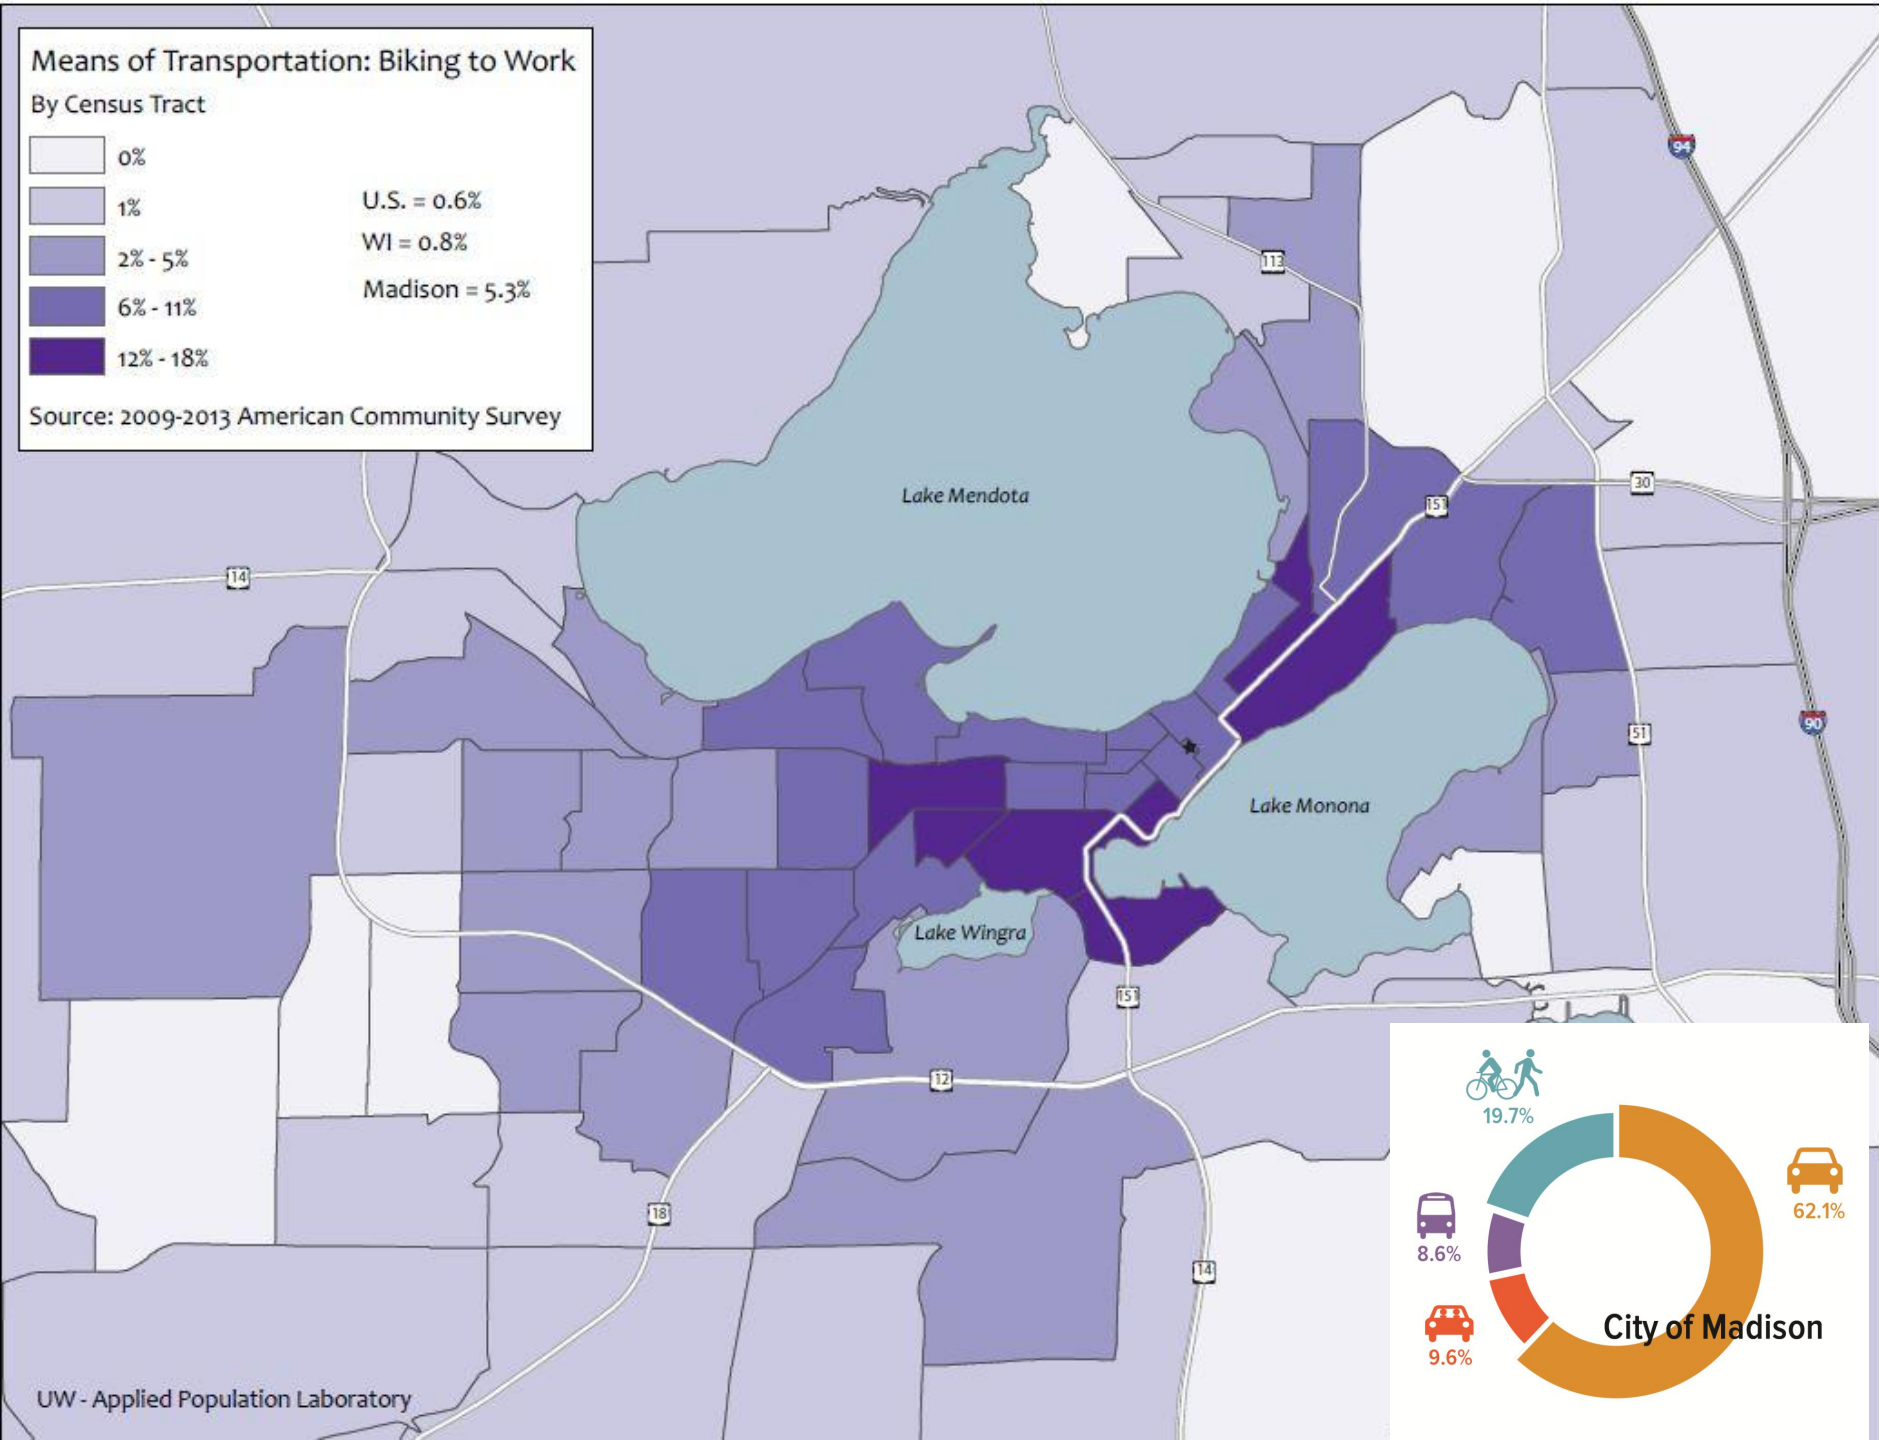 Means of Transportation: Biking to Work
By Census Tract
0%
1%
2% - 5%
6% - 11%
12% - 18%
U.S. = 0.6%
WI = 0.8%
Madison = 5.3%
Source: 2009-2013 American Community Survey
94
113
Lake Mendota
30
151
14
90
51
Lake Monona
Lake Wingra
151
12
18
14
19.7%
62.1%
8.6%
City of Madison
9.6%
UW - Applied Population Laboratory